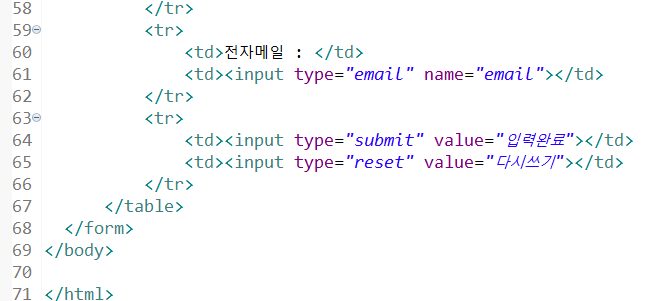 58 </tr>
59 <tr>
60 <td>전자메일 : </td>
61 <td><input type="email" name="email"></td>
62 </tr>
63 <tr>
64 <td><input type="submit" value="입력완료"></td>
65 <td><input type="reset" value="다시쓰기"></td>
66 </tr>
67 </table>
68 </form>
69 </body>
70
71 </html>